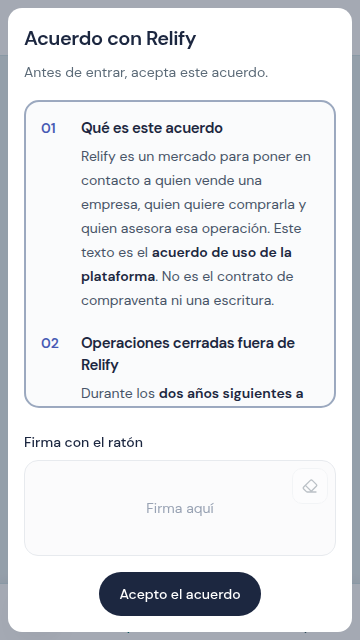 Acuerdo con Relify
Antes de entrar, acepta este acuerdo.
01 Qué es este acuerdo
Relify es un mercado para poner en
contacto a quien vende una
empresa, quien quiere comprarla y
quien asesora esa operación. Este
texto es el acuerdo de uso de la
plataforma. No es el contrato de
compraventa ni una escritura.
02 Operaciones cerradas fuera de
Relify
Durante los dos años siguientes a
Firma con el ratón
Firma aquí
Acepto el acuerdo